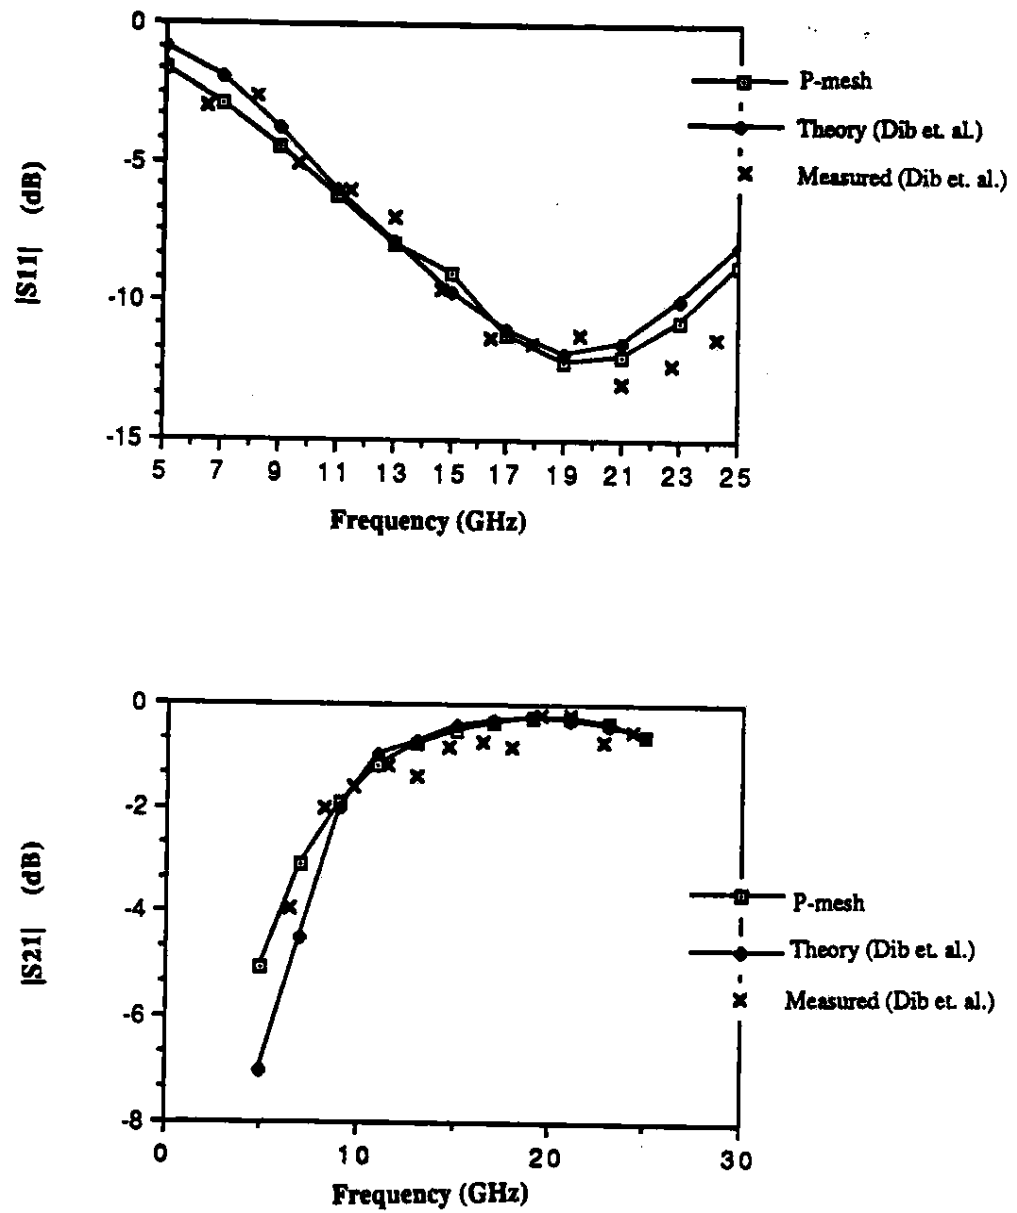 0
-5
-10
-15
|S11| (dB)
5 7 9 11 13 15 17 19 21 23 25
Frequency (GHz)
P-mesh
Theory (Dib et. al.)
Measured (Dib et. al.)
0
-2
-4
-6
-8
|S21| (dB)
0 10 20 30
Frequency (GHz)
P-mesh
Theory (Dib et. al.)
Measured (Dib et. al.)